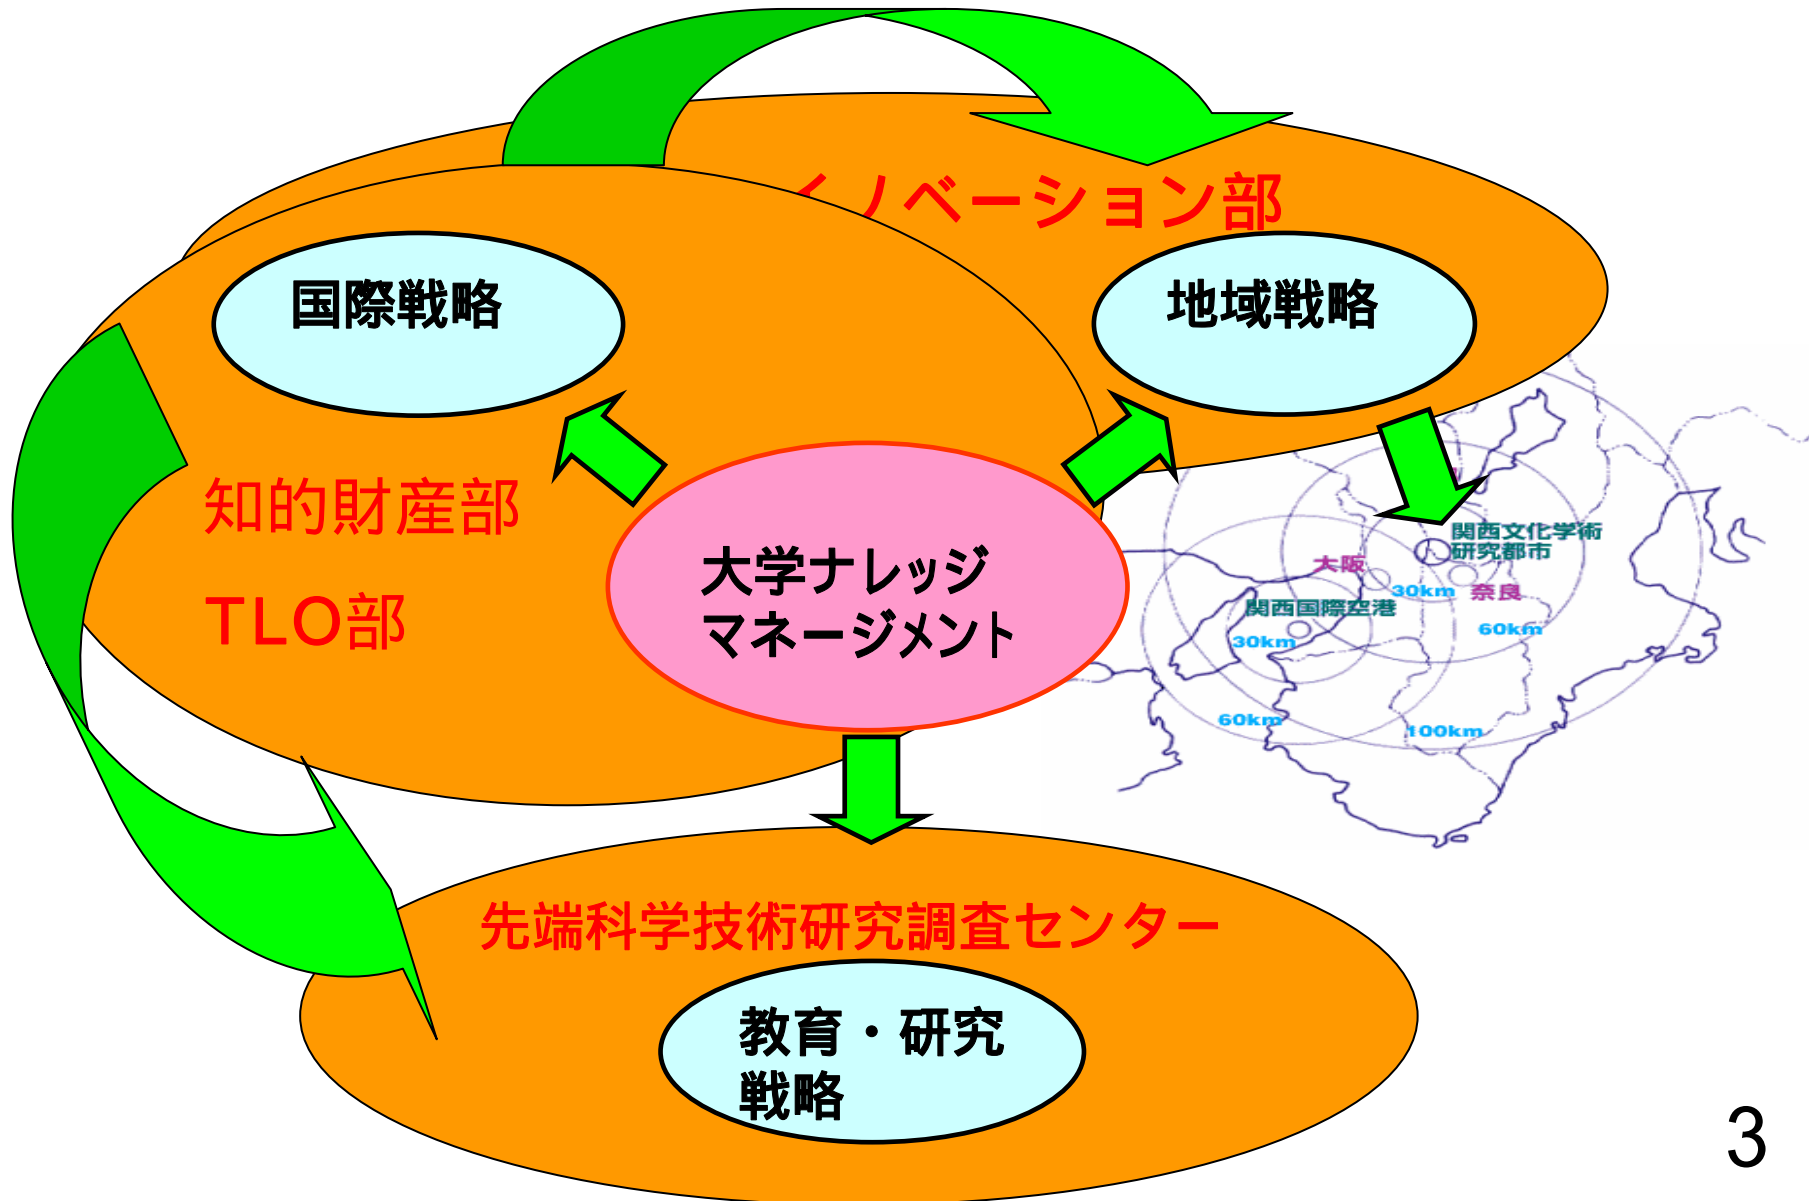 イノベーション部
国際戦略
地域戦略
知的財産部
TLO部
大学ナレッジ
マネージメント
関西文化学術
研究都市
大阪
30km
奈良
関西国際空港
30km
60km
60km
100km
先端科学技術研究調査センター
教育・研究
戦略
3